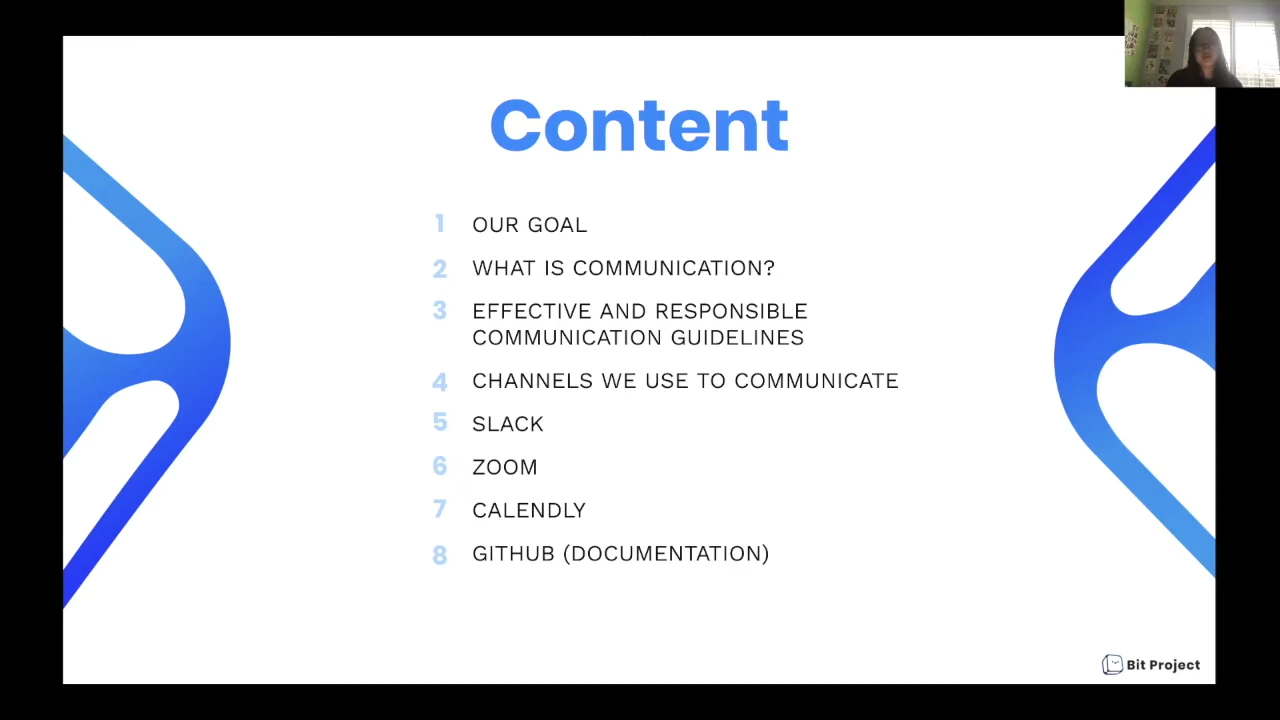 Content
1 OUR GOAL
2 WHAT IS COMMUNICATION?
3 EFFECTIVE AND RESPONSIBLE
COMMUNICATION GUIDELINES
4 CHANNELS WE USE TO COMMUNICATE
5 SLACK
6 ZOOM
7 CALENDLY
8 GITHUB (DOCUMENTATION)
Bit Project